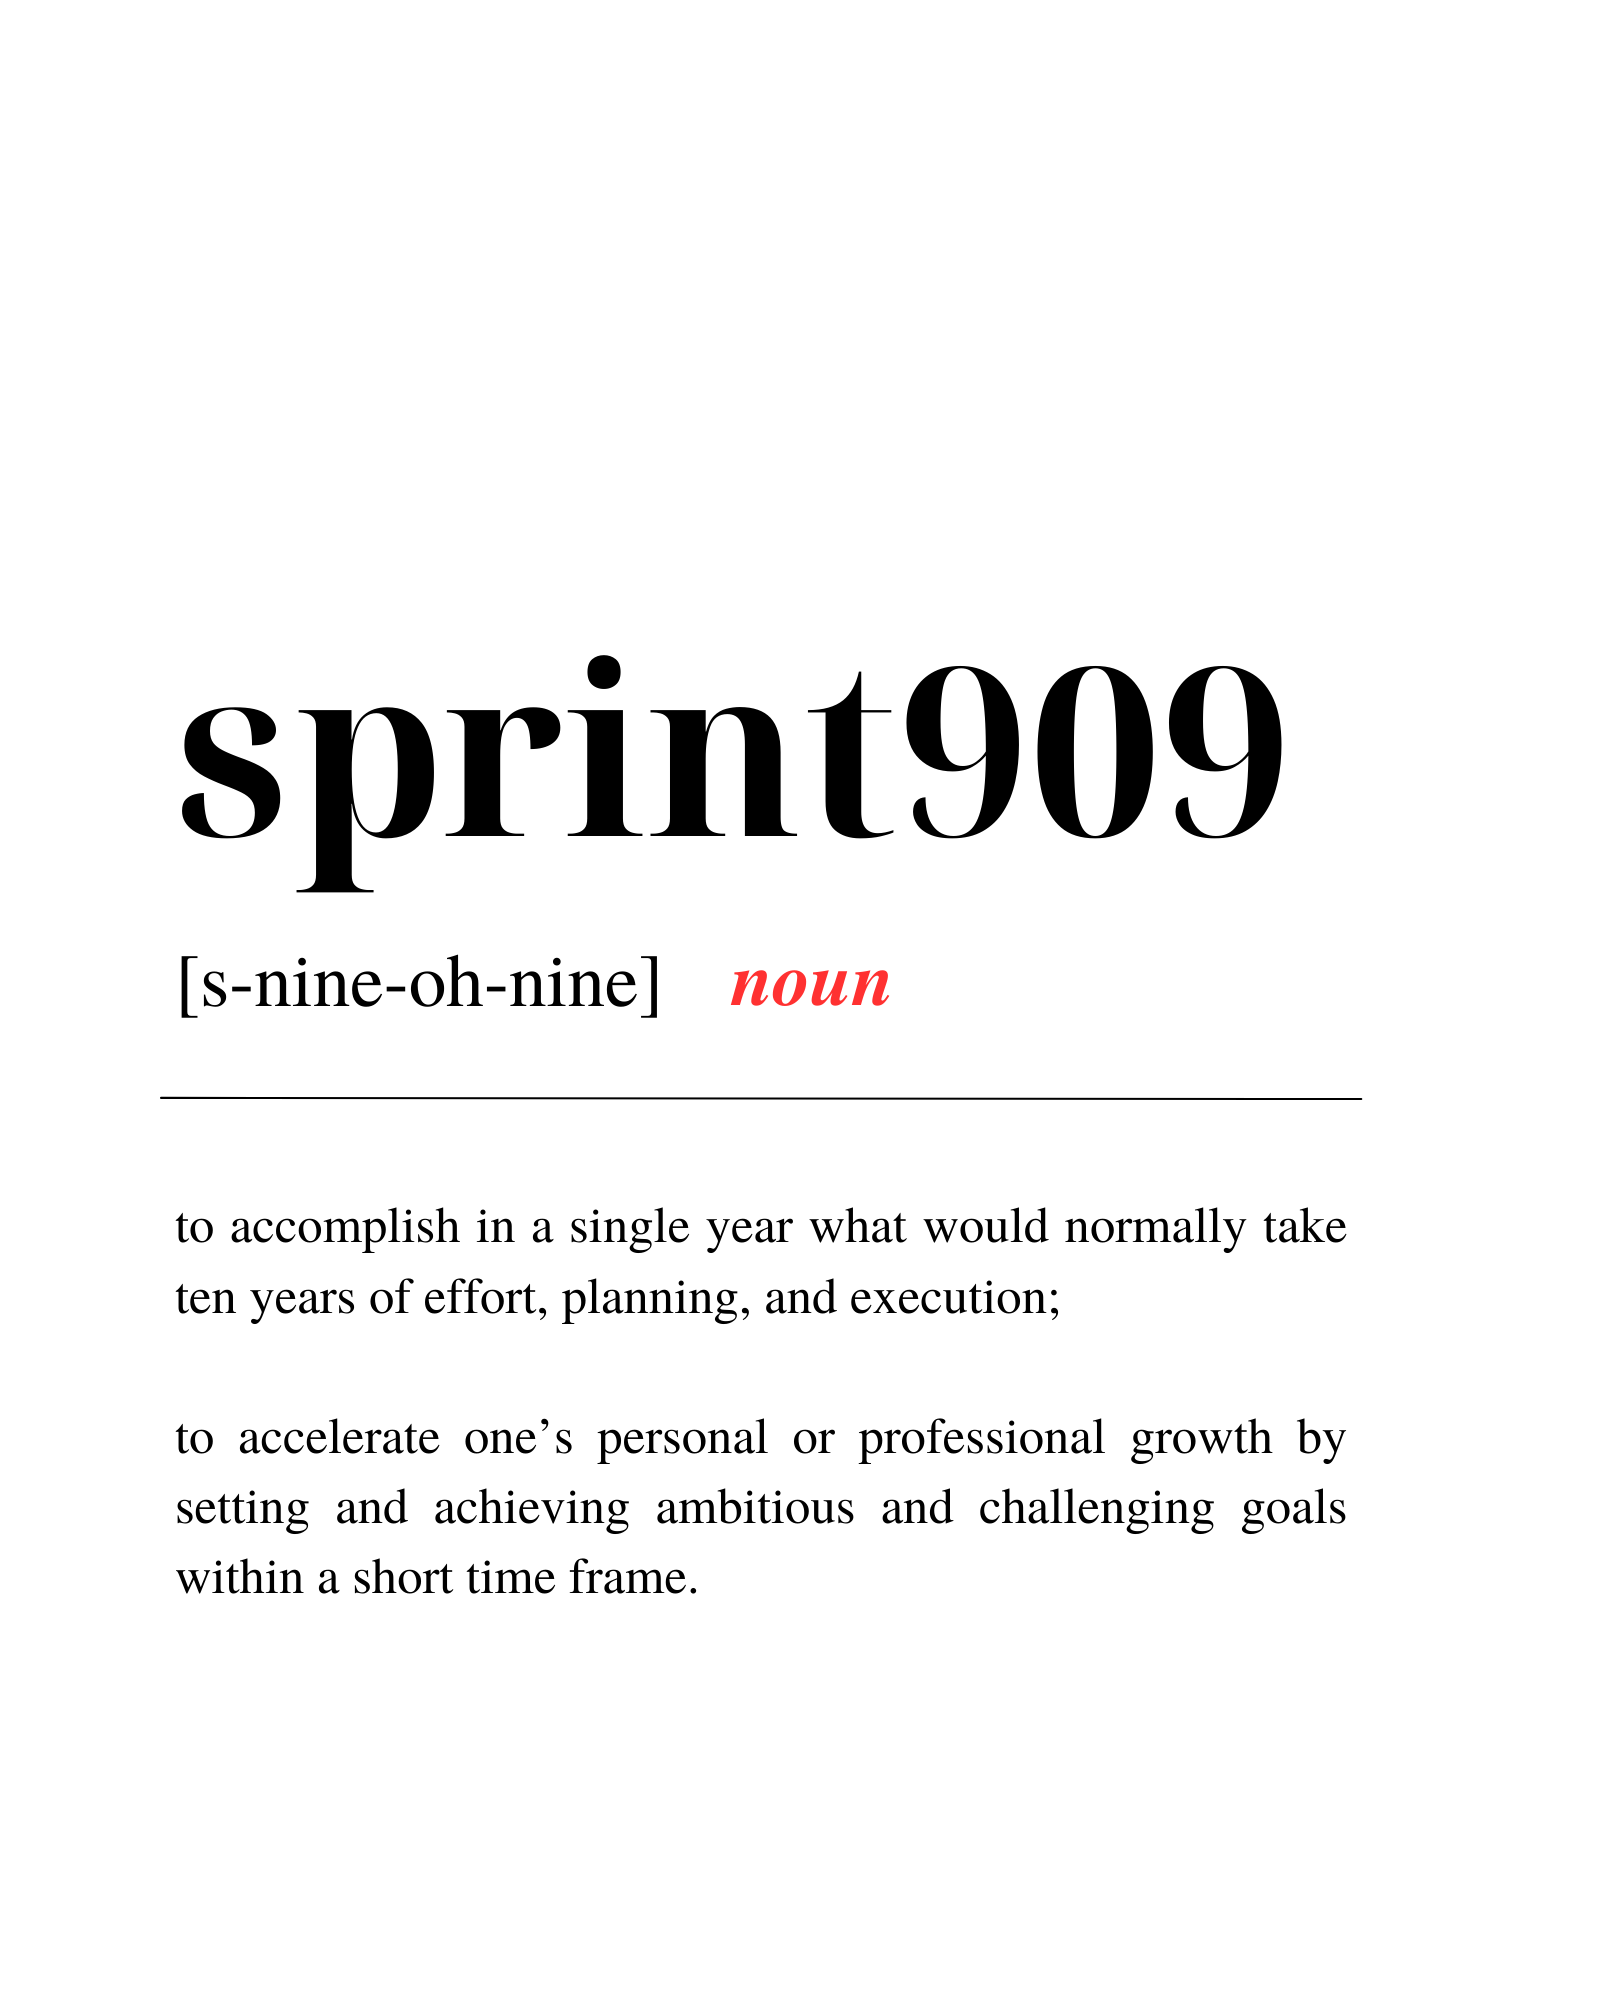 sprint909
[s-nine-oh-nine] noun
to accomplish in a single year what would normally take
ten years of effort, planning, and execution;
to accelerate one’s personal or professional growth by
setting and achieving ambitious and challenging goals
within a short time frame.